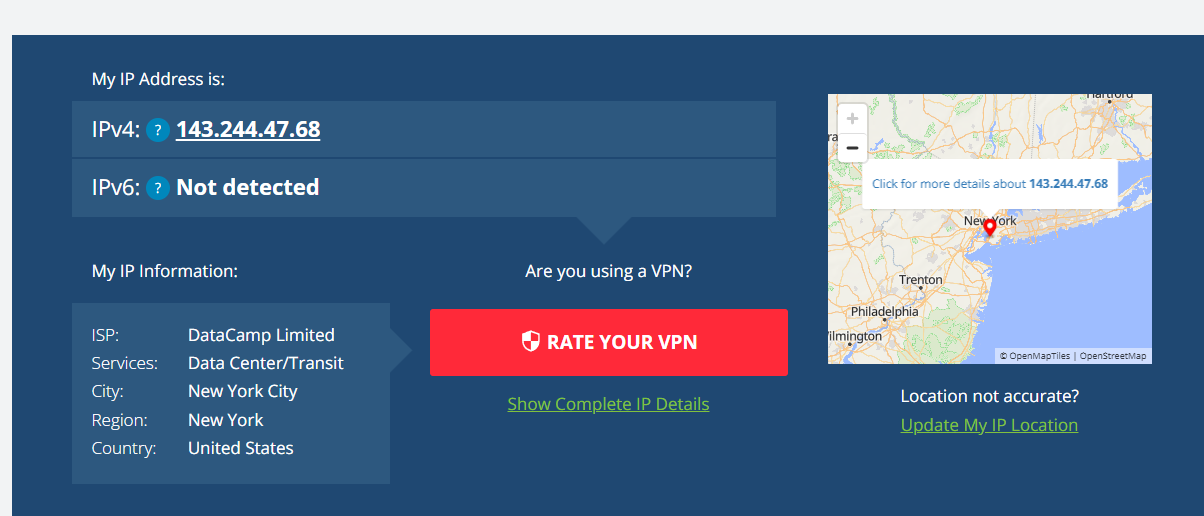 My IP Address is:
IPv4: ? 143.244.47.68
IPv6: ? Not detected
My IP Information:
ISP: DataCamp Limited
Services: Data Center/Transit
City: New York City
Region: New York
Country: United States
Are you using a VPN?
RATE YOUR VPN
Show Complete IP Details
Hartford
+
−
Click for more details about 143.244.47.68
New York
Trenton
Philadelphia
ilmington
© OpenMapTiles | OpenStreetMap
Location not accurate?
Update My IP Location